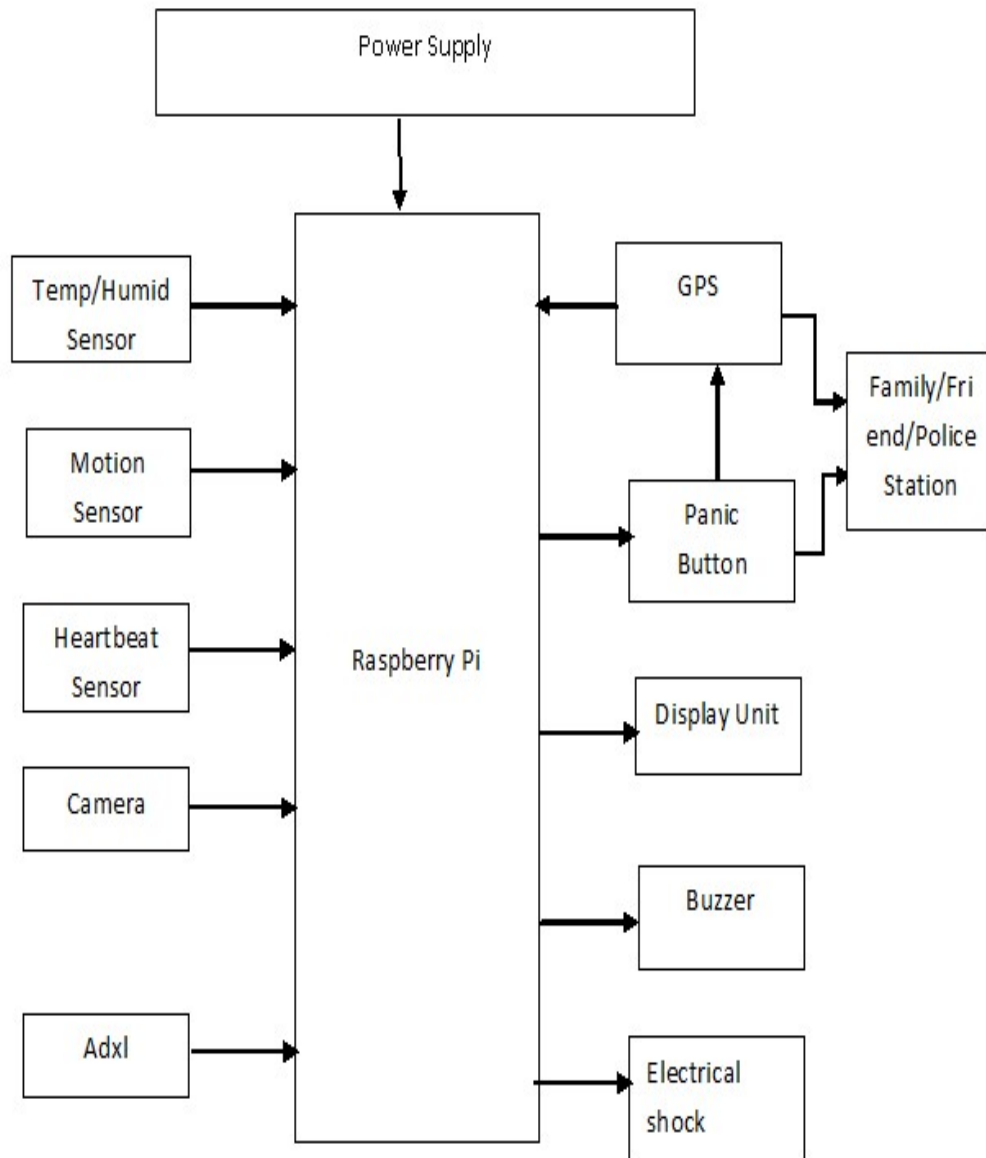 Power Supply
Temp/Humid
Sensor
GPS
Family/Fri
end/Police
Station
Motion
Sensor
Panic
Button
Heartbeat
Sensor
Raspberry Pi
Display Unit
Camera
Buzzer
Adxl
Electrical
shock